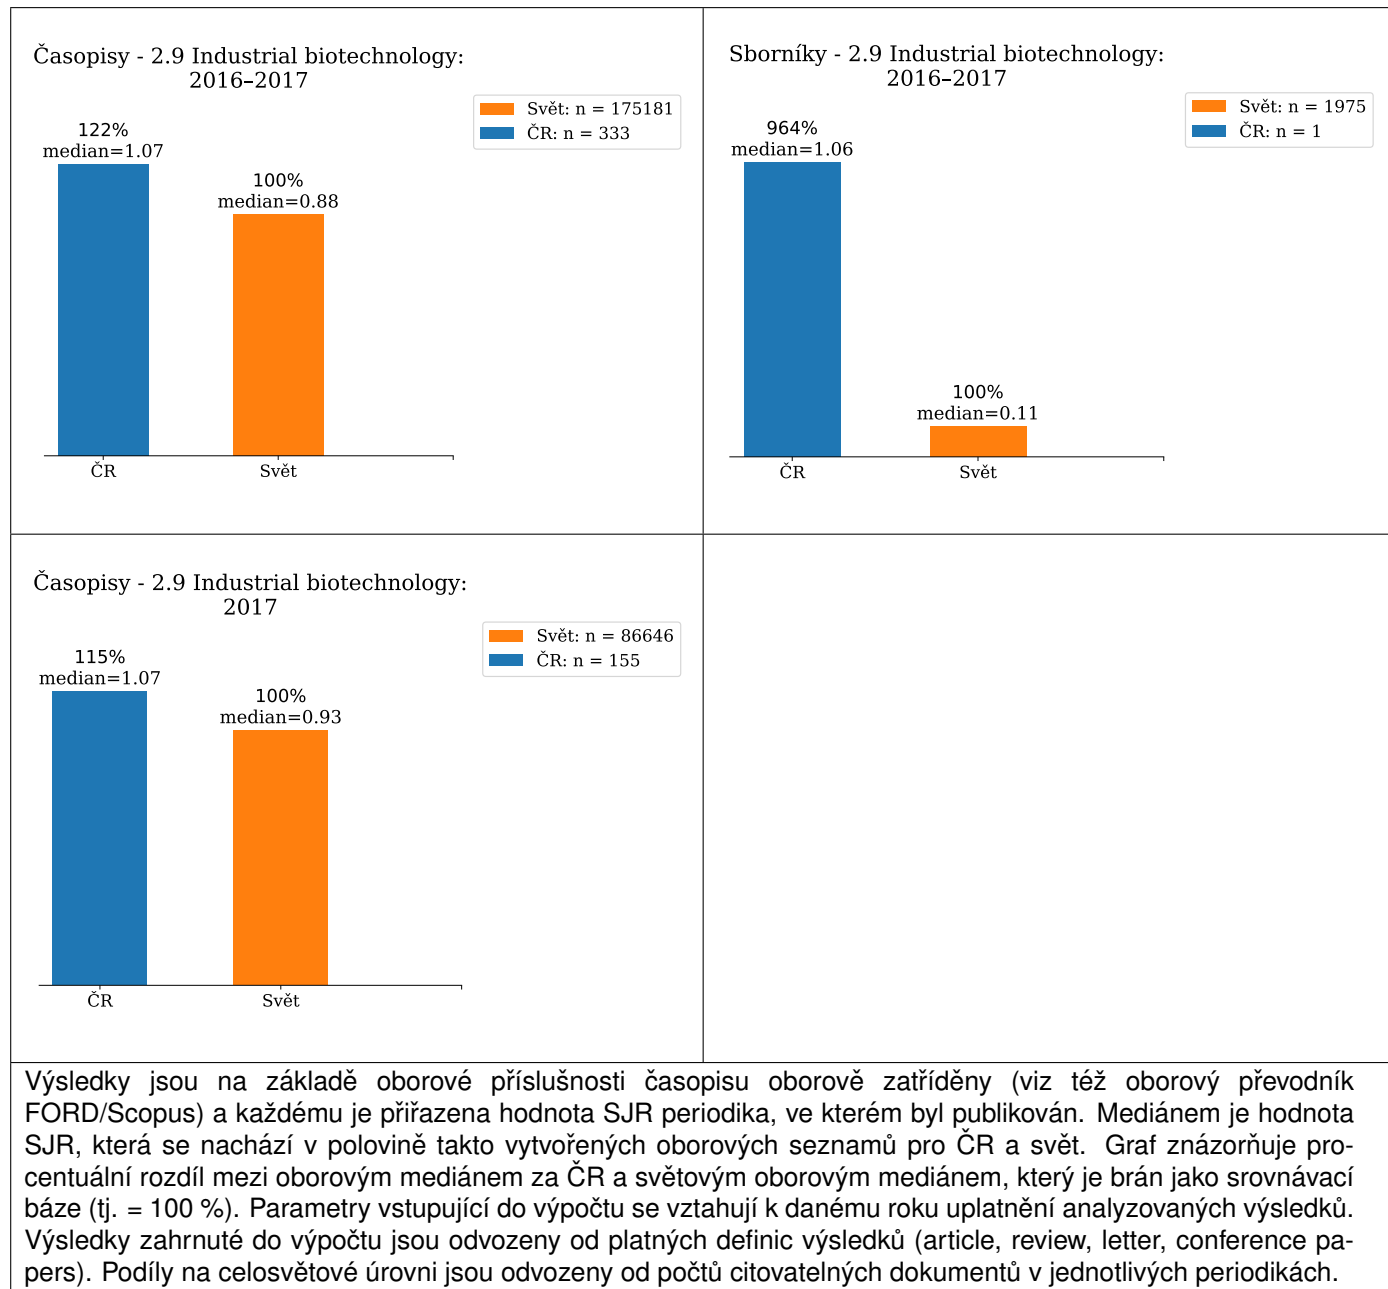 Časopisy - 2.9 Industrial biotechnology:
2016–2017
Svět: n = 175181
ČR: n = 333
122%
median=1.07
100%
median=0.88
ČR
Svět
Sborníky - 2.9 Industrial biotechnology:
2016–2017
Svět: n = 1975
ČR: n = 1
964%
median=1.06
100%
median=0.11
ČR
Svět
Časopisy - 2.9 Industrial biotechnology:
2017
Svět: n = 86646
ČR: n = 155
115%
median=1.07
100%
median=0.93
ČR
Svět
Výsledky jsou na základě oborové příslušnosti časopisu oborově zatříděny (viz též oborový převodník
FORD/Scopus) a každému je přiřazena hodnota SJR periodika, ve kterém byl publikován. Mediánem je hodnota
SJR, která se nachází v polovině takto vytvořených oborových seznamů pro ČR a svět. Graf znázorňuje pro-
centuální rozdíl mezi oborovým mediánem za ČR a světovým oborovým mediánem, který je brán jako srovnávací
báze (tj. = 100 %). Parametry vstupující do výpočtu se vztahují k danému roku uplatnění analyzovaných výsledků.
Výsledky zahrnuté do výpočtu jsou odvozeny od platných definic výsledků (article, review, letter, conference pa-
pers). Podíly na celosvětové úrovni jsou odvozeny od počtů citovatelných dokumentů v jednotlivých periodikách.